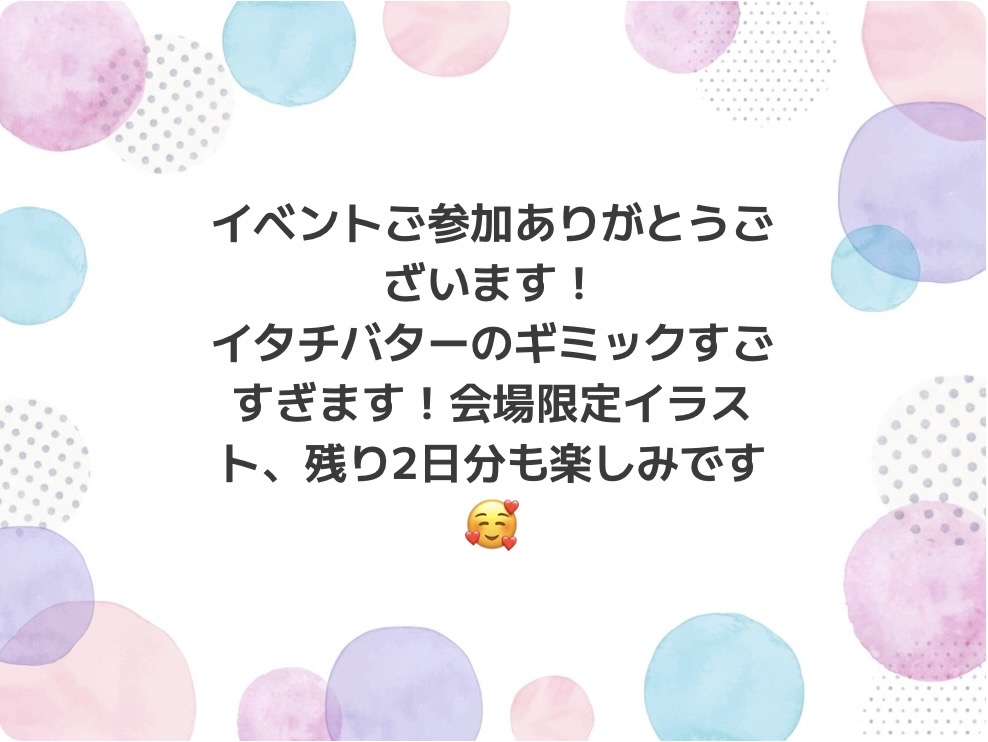 イベントご参加ありがとうご
ざいます！
イタチバターのギミックすご
すぎます！会場限定イラス
ト、残り2日分も楽しみです
🥰